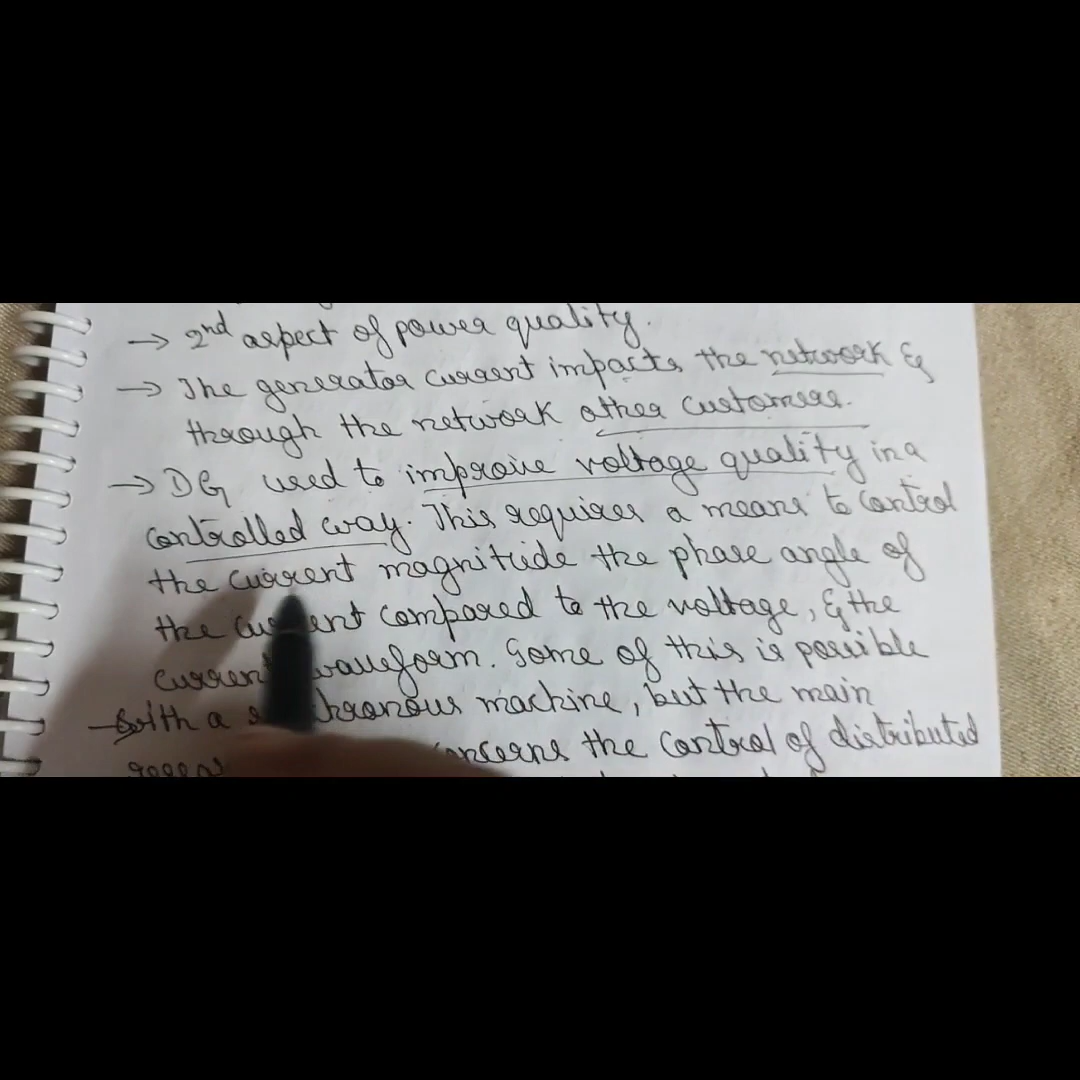 → 2nd aspect of power quality.
→ The generator current impacts the network &
through the network other customers.
→ DG used to improve voltage quality in a
controlled way. This requires a means to control
the current magnitude the phase angle of
the current compared to the voltage, & the
current waveform. Some of this is possible
with a synchronous machine, but the main
the control of distributed